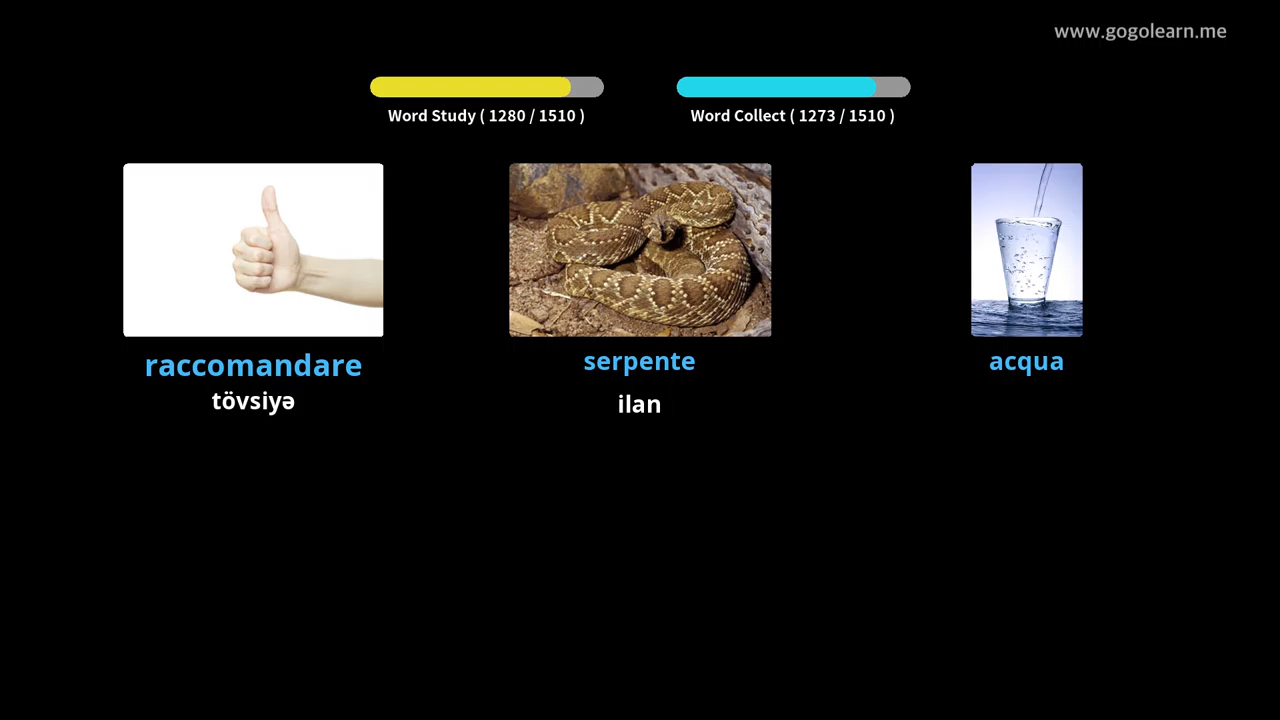 www.gogolearn.me
Word Study ( 1280 / 1510 )
Word Collect ( 1273 / 1510 )
raccomandare
tövsiyə
serpente
ilan
acqua